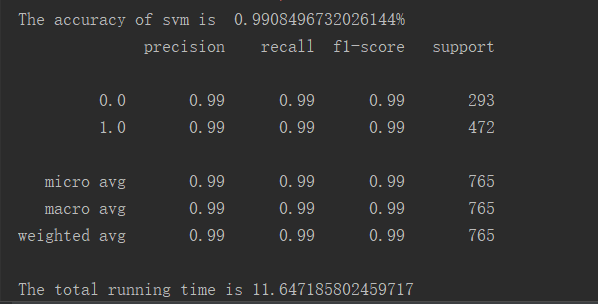 The accuracy of svm is  0.9908496732026144%
precision    recall  f1-score   support
0.0       0.99      0.99      0.99       293
1.0       0.99      0.99      0.99       472
micro avg       0.99      0.99      0.99       765
macro avg       0.99      0.99      0.99       765
weighted avg       0.99      0.99      0.99       765
The total running time is 11.647185802459717